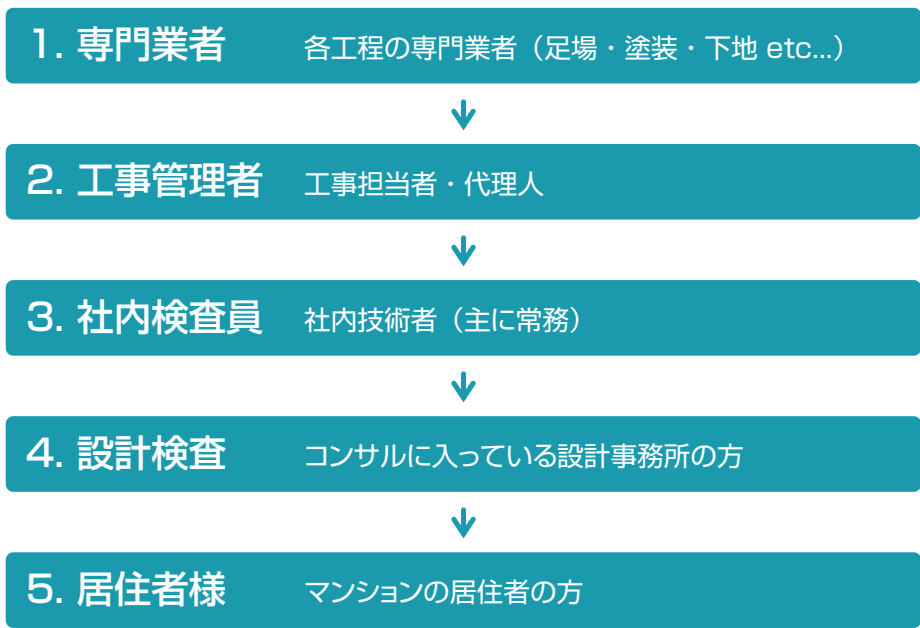 1. 専門業者 各工程の専門業者（足場・塗装・下地 etc...）
2. 工事管理者 工事担当者・代理人
3. 社内検査員 社内技術者（主に常務）
4. 設計検査 コンサルに入っている設計事務所の方
5. 居住者様 マンションの居住者の方